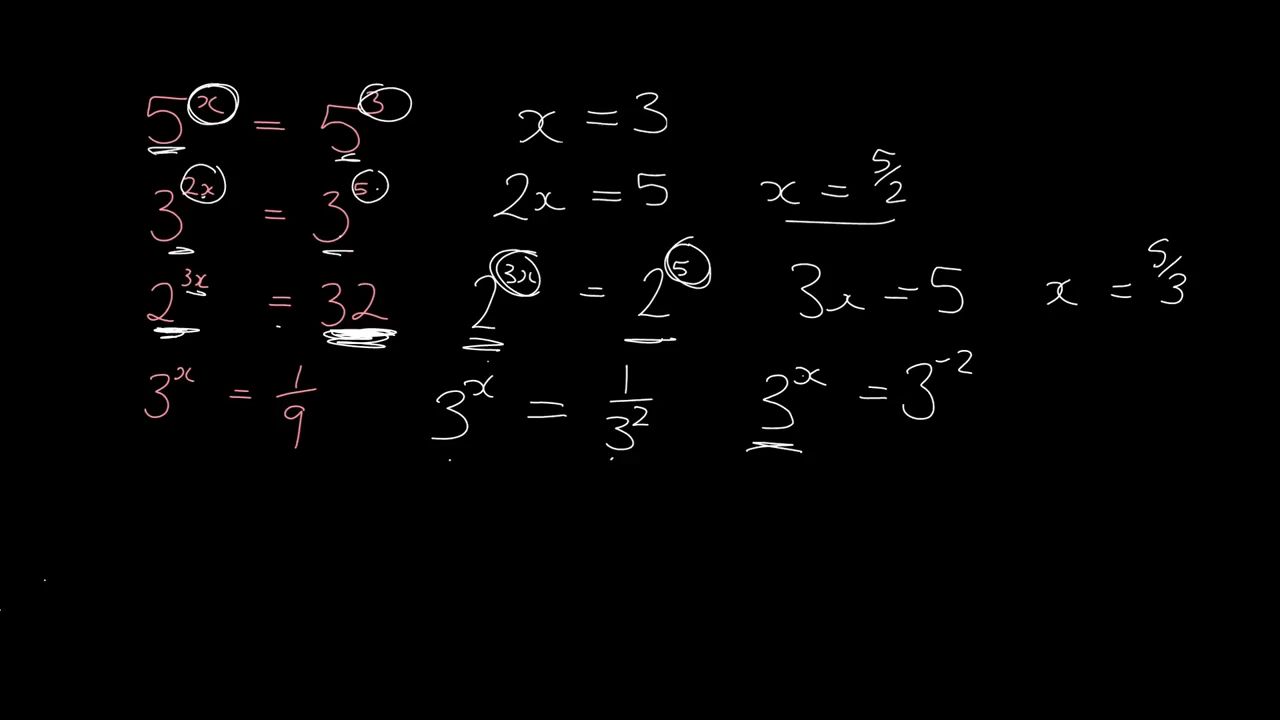 5^x = 5^3 x = 3
3^{2x} = 3^5 2x = 5 x = 5/2
2^{3x} = 32 2^{3x} = 2^5 3x = 5 x = 5/3
3^x = 1/9 3^x = 1/3^2 3^x = 3^{-2}